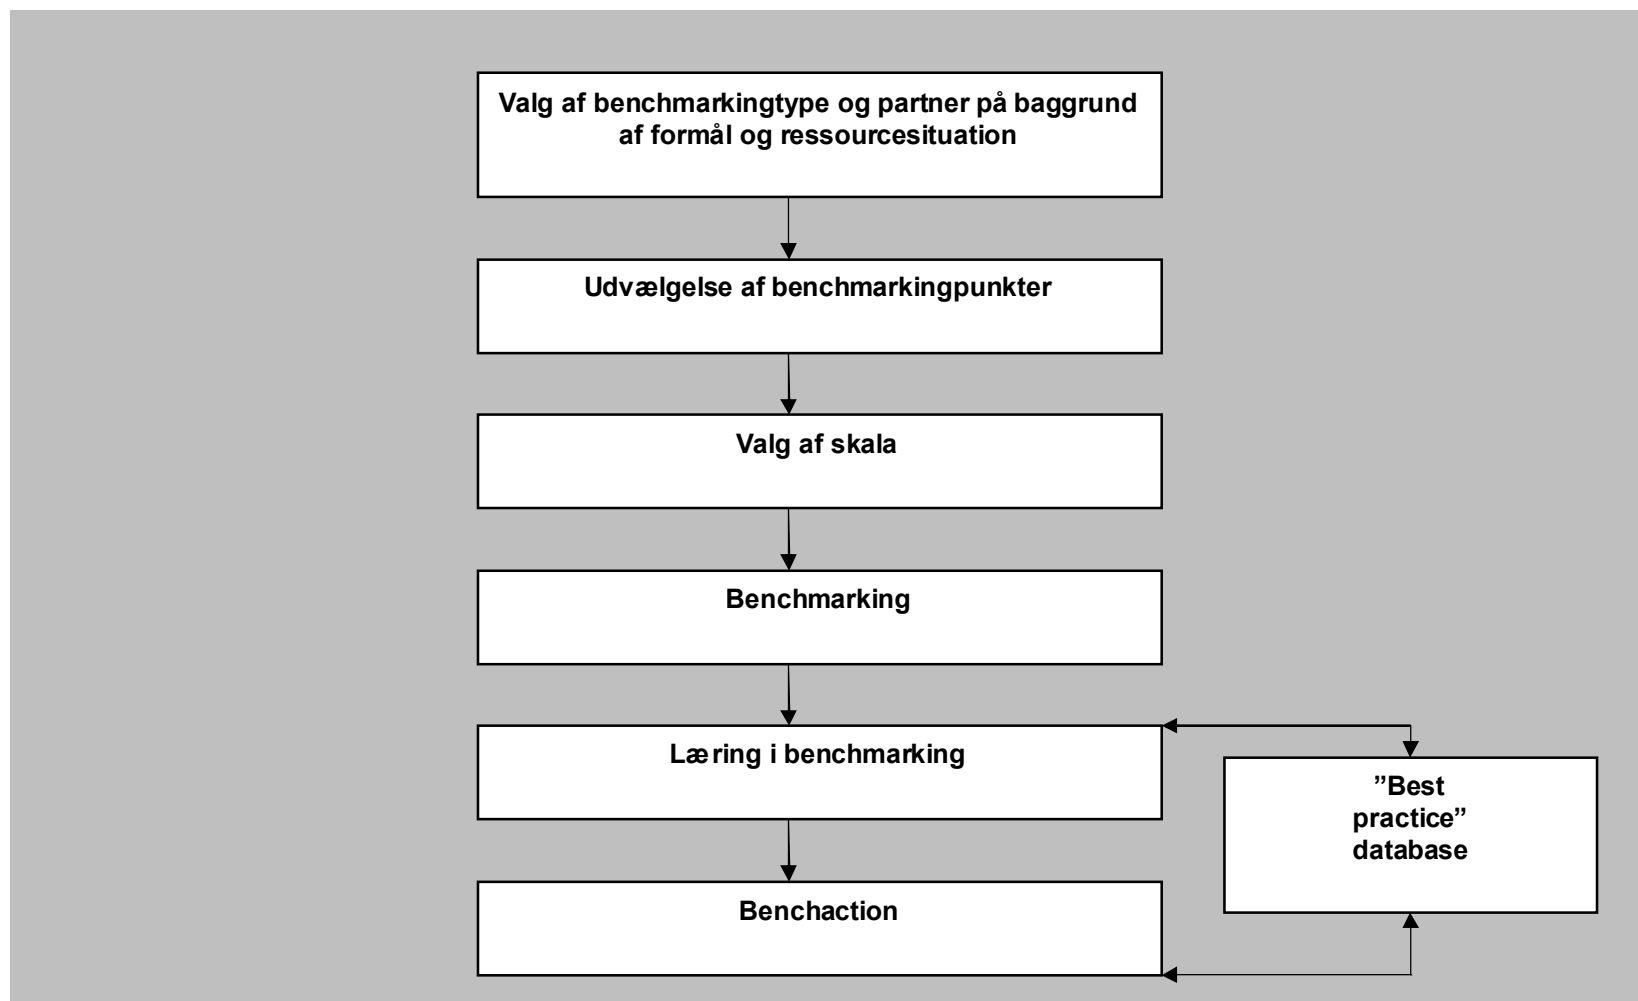 Valg af benchmarkingtype og partner på baggrund
af formål og ressourcesituation
Udvælgelse af benchmarkingpunkter
Valg af skala
Benchmarking
Læring i benchmarking
”Best
practice”
database
Benchaction